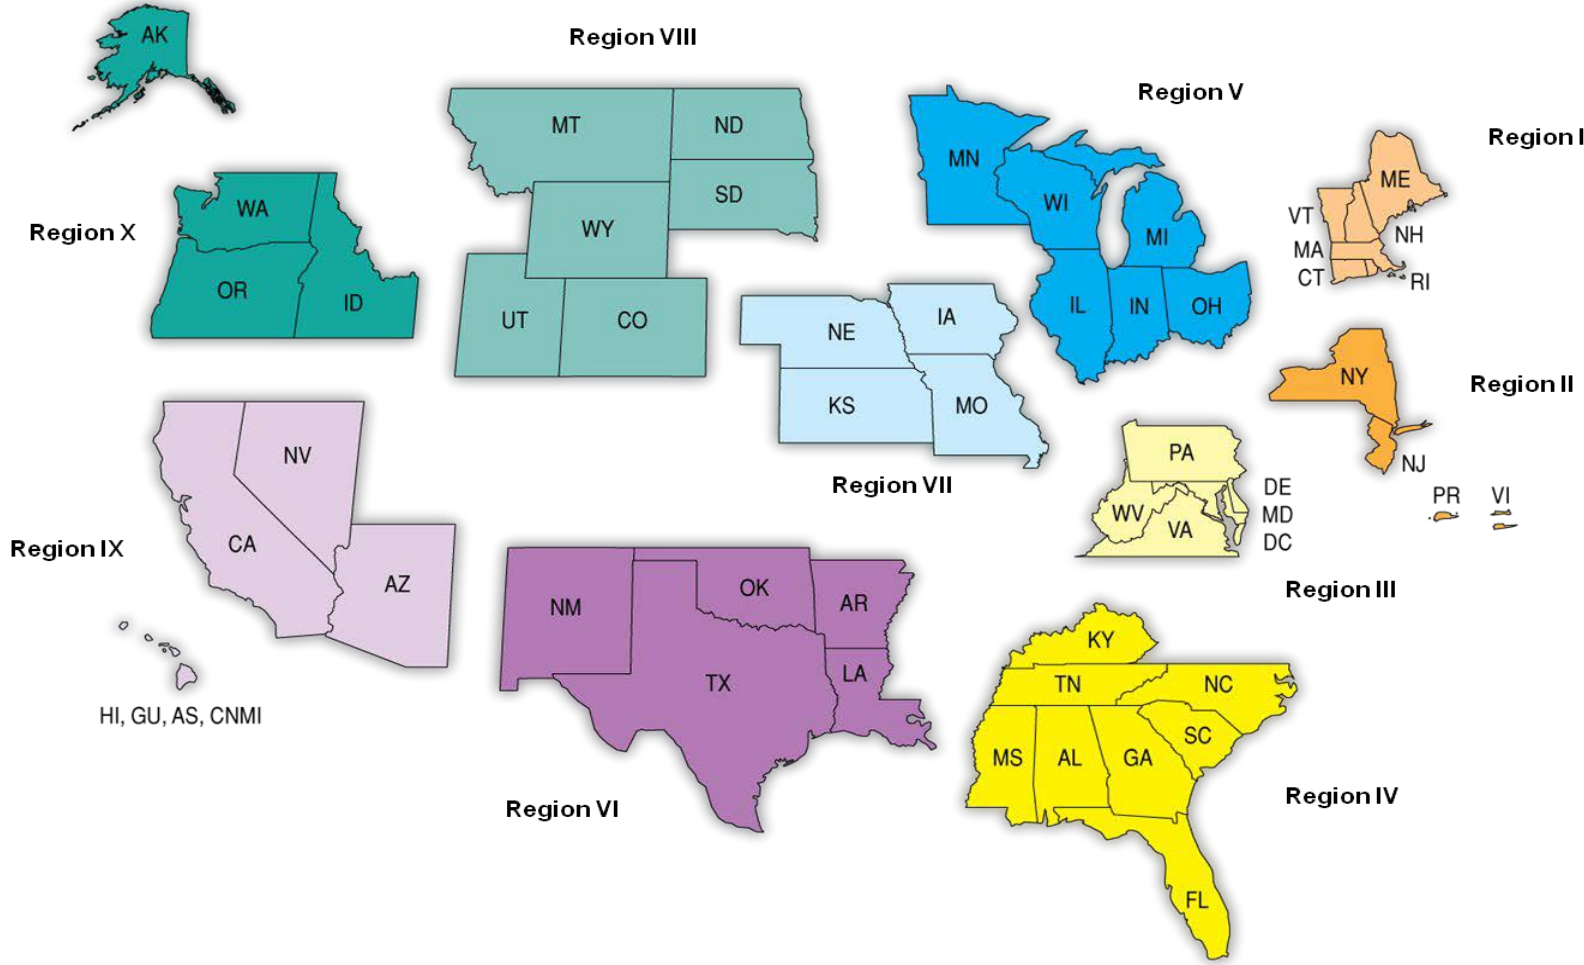 AK
Region VIII
Region V
Region I
MT
ND
MN
ME
SD
WA
WI
VT
Region X
WY
MI
NH
MA
CT
RI
OR
ID
UT
CO
NE
IA
IL
IN
OH
NY
Region II
KS
MO
NV
PA
NJ
Region VII
DE
PR
VI
WV
MD
VA
DC
Region IX
CA
AZ
NM
OK
AR
Region III
KY
TX
LA
TN
NC
HI, GU, AS, CNMI
SC
MS
AL
GA
Region VI
Region IV
FL